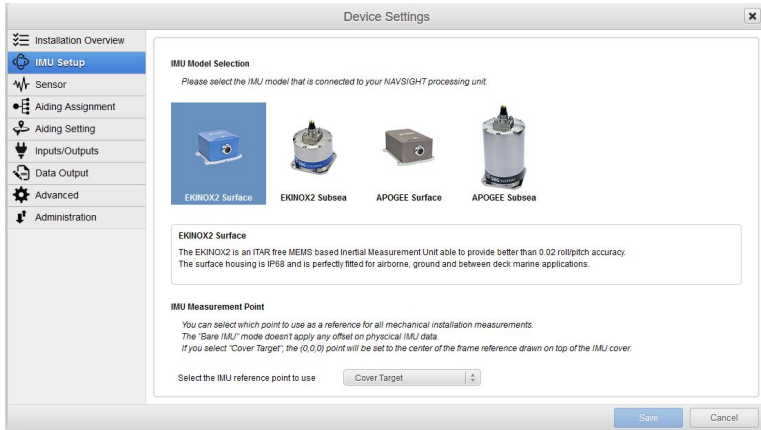 Device Settings
Installation Overview
IMU Setup
Sensor
Aiding Assignment
Aiding Setting
Inputs/Outputs
Data Output
Advanced
Administration
IMU Model Selection
Please select the IMU model that is connected to your NAVSIGHT processing unit.
EKINOX2 Surface
EKINOX2 Subsea
APOGEE Surface
APOGEE Subsea
EKINOX2 Surface
The EKINOX2 is an ITAR free MEMS based Inertial Measurement Unit able to provide better than 0.02 roll/pitch accuracy.
The surface housing is IP68 and is perfectly fitted for airborne, ground and between deck marine applications.
IMU Measurement Point
You can select which point to use as a reference for all mechanical installation measurements.
The "Bare IMU" mode doesn't apply any offset on physcical IMU data.
If you select "Cover Target", the (0,0,0) point will be set to the center of the frame reference drawn on top of the IMU cover.
Select the IMU reference point to use
Cover Target
Save
Cancel